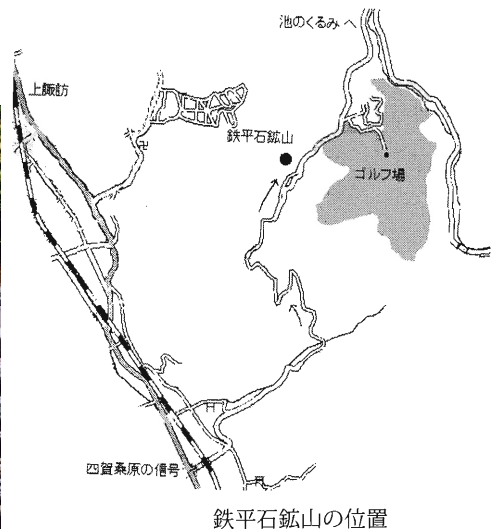 池のくるみへ
上諏訪
鉄平石鉱山
ゴルフ場
四賀桑原の信号
鉄平石鉱山の位置